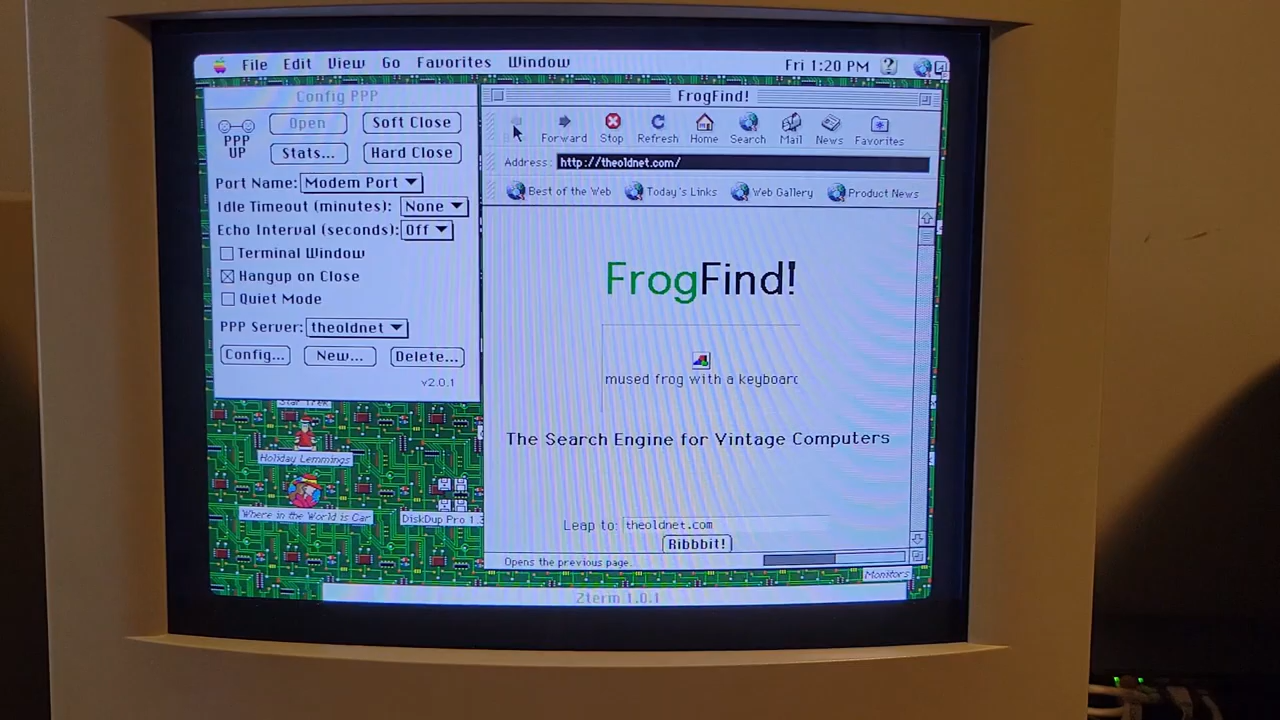 File Edit View Go Favorites Window Fri 1:20 PM
Config PPP
PPP
UP
Open
Soft Close
Stats...
Hard Close
Port Name: Modem Port
Idle Timeout (minutes): None
Echo Interval (seconds): Off
Terminal Window
Hangup on Close
Quiet Mode
PPP Server: theoldnet
Config...
New...
Delete...
v2.0.1
Star Trek
Holiday Lemmings
Where in the World is Car
DiskDup Pro 1.3
FrogFind!
Forward Stop Refresh Home Search Mail News Favorites
Address: http://theoldnet.com/
Best of the Web Today's Links Web Gallery Product News
FrogFind!
mused frog with a keyboard
The Search Engine for Vintage Computers
Leap to: theoldnet.com
Ribbbit!
Opens the previous page.
Monitors
Zterm 1.0.1